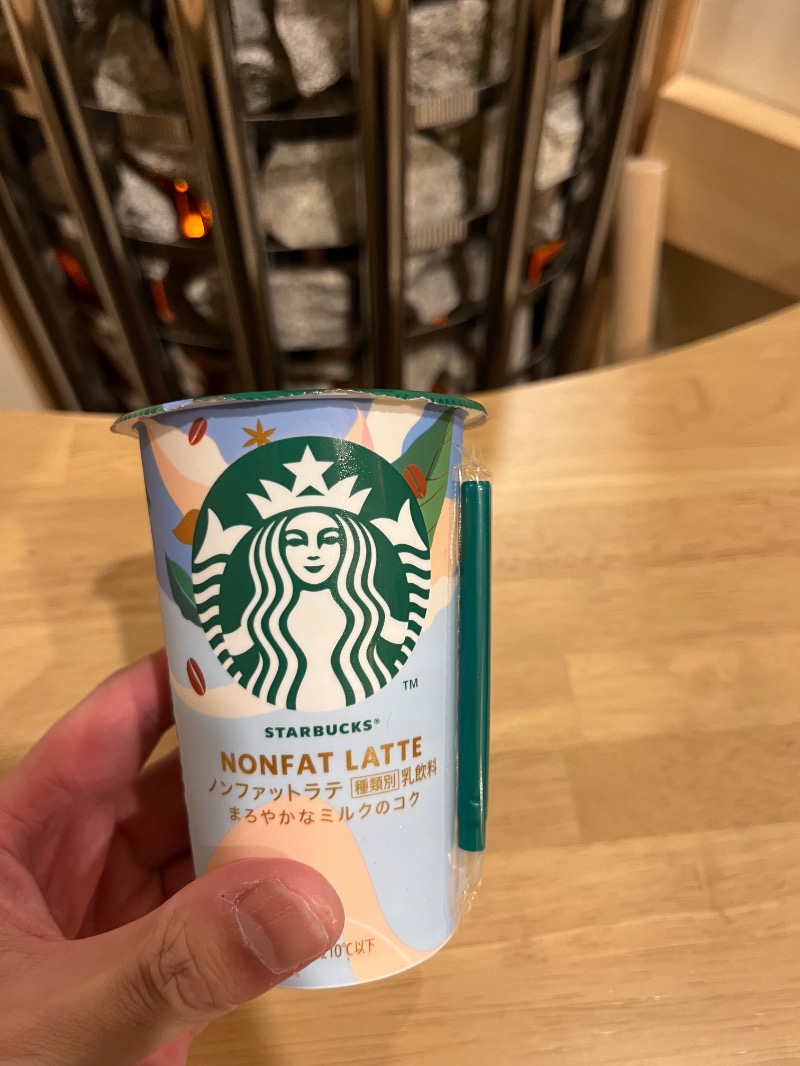 TM
STARBUCKS®
NONFAT LATTE
ノンファットラテ 種類別 乳飲料
まろやかなミルクのコク
10℃以下